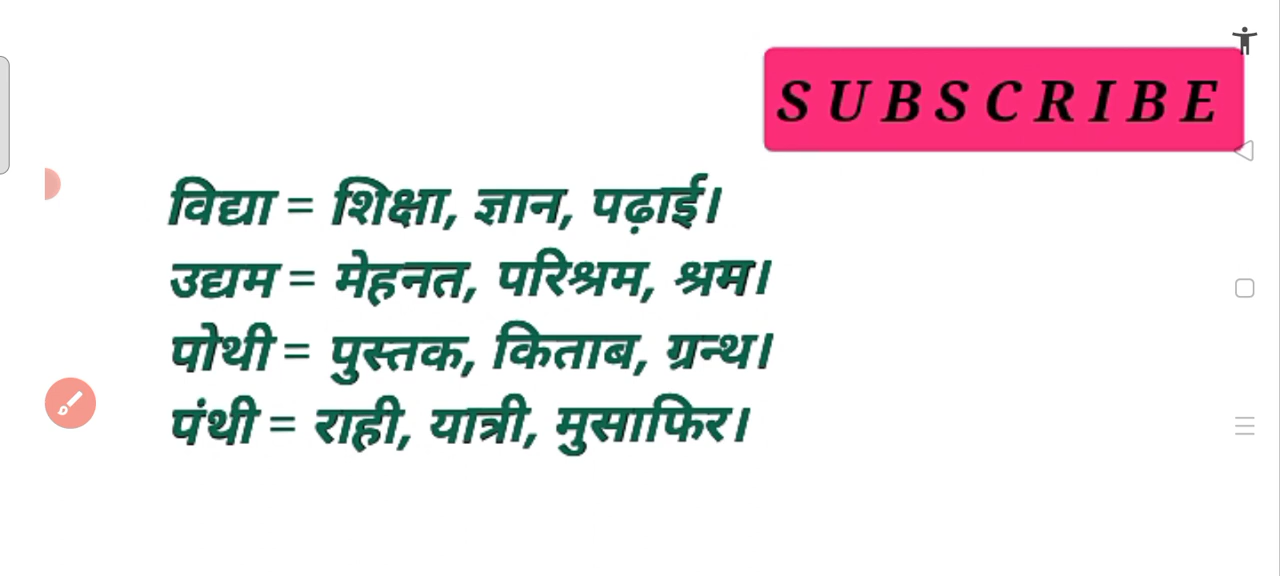 SUBSCRIBE
विद्या = शिक्षा, ज्ञान, पढ़ाई।
उद्यम = मेहनत, परिश्रम, श्रम।
पोथी = पुस्तक, किताब, ग्रन्थ।
पंथी = राही, यात्री, मुसाफिर।